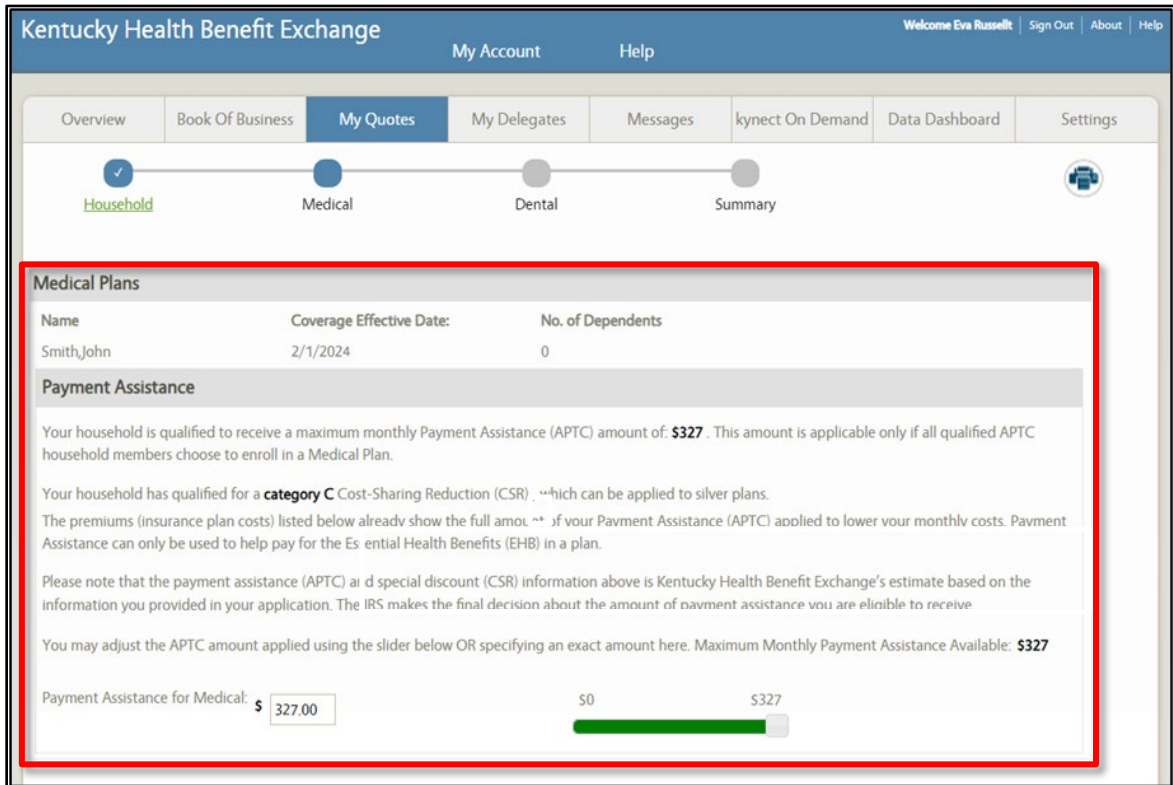 Kentucky Health Benefit Exchange
Welcome Eva Russellt | Sign Out | About | Help
My Account Help
Overview Book Of Business My Quotes My Delegates Messages kynect On Demand Data Dashboard Settings
Household Medical Dental Summary
Medical Plans
Name Coverage Effective Date: No. of Dependents
Smith,John 2/1/2024 0
Payment Assistance
Your household is qualified to receive a maximum monthly Payment Assistance (APTC) amount of: $327 . This amount is applicable only if all qualified APTC
household members choose to enroll in a Medical Plan.
Your household has qualified for a category C Cost-Sharing Reduction (CSR) , which can be applied to silver plans.
The premiums (insurance plan costs) listed below already show the full amount of your Payment Assistance (APTC) applied to lower your monthly costs. Payment
Assistance can only be used to help pay for the Essential Health Benefits (EHB) in a plan.
Please note that the payment assistance (APTC) and special discount (CSR) information above is Kentucky Health Benefit Exchange's estimate based on the
information you provided in your application. The IRS makes the final decision about the amount of payment assistance you are eligible to receive
You may adjust the APTC amount applied using the slider below OR specifying an exact amount here. Maximum Monthly Payment Assistance Available: $327
Payment Assistance for Medical: $ 327.00 $0 $327